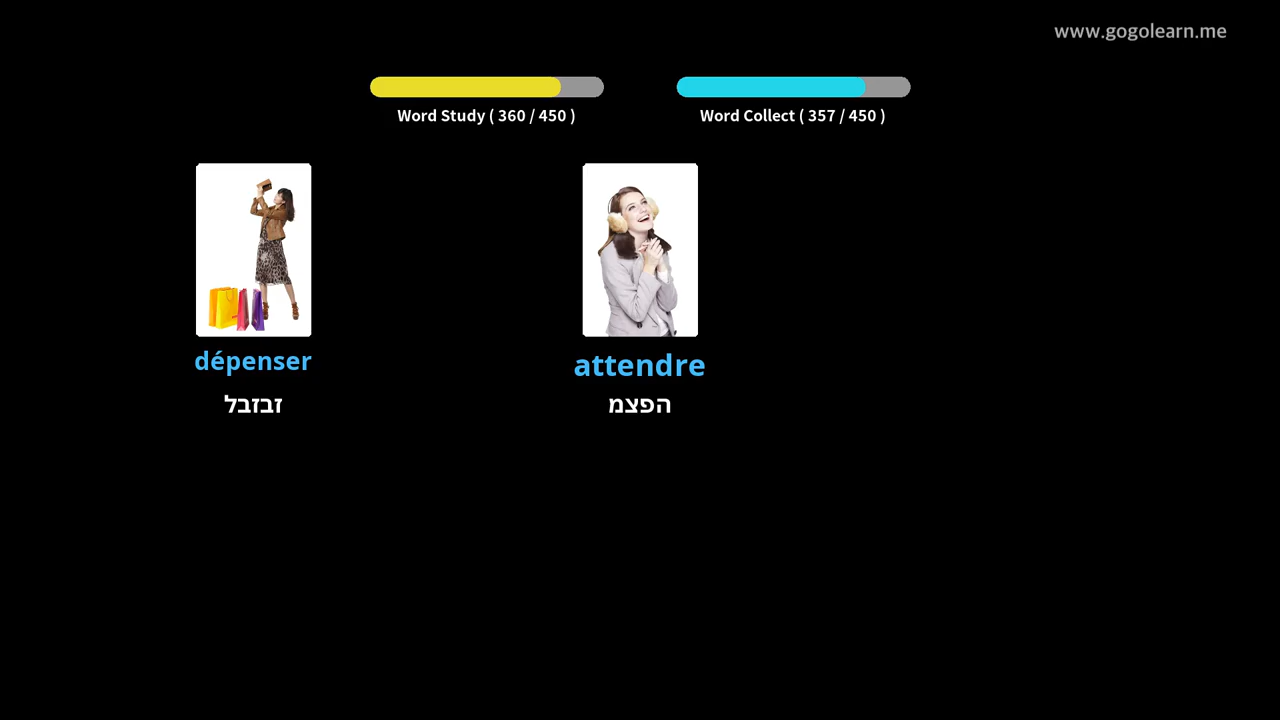 www.gogolearn.me
Word Study ( 360 / 450 )
Word Collect ( 357 / 450 )
dépenser
זבזבל
attendre
הפצמ